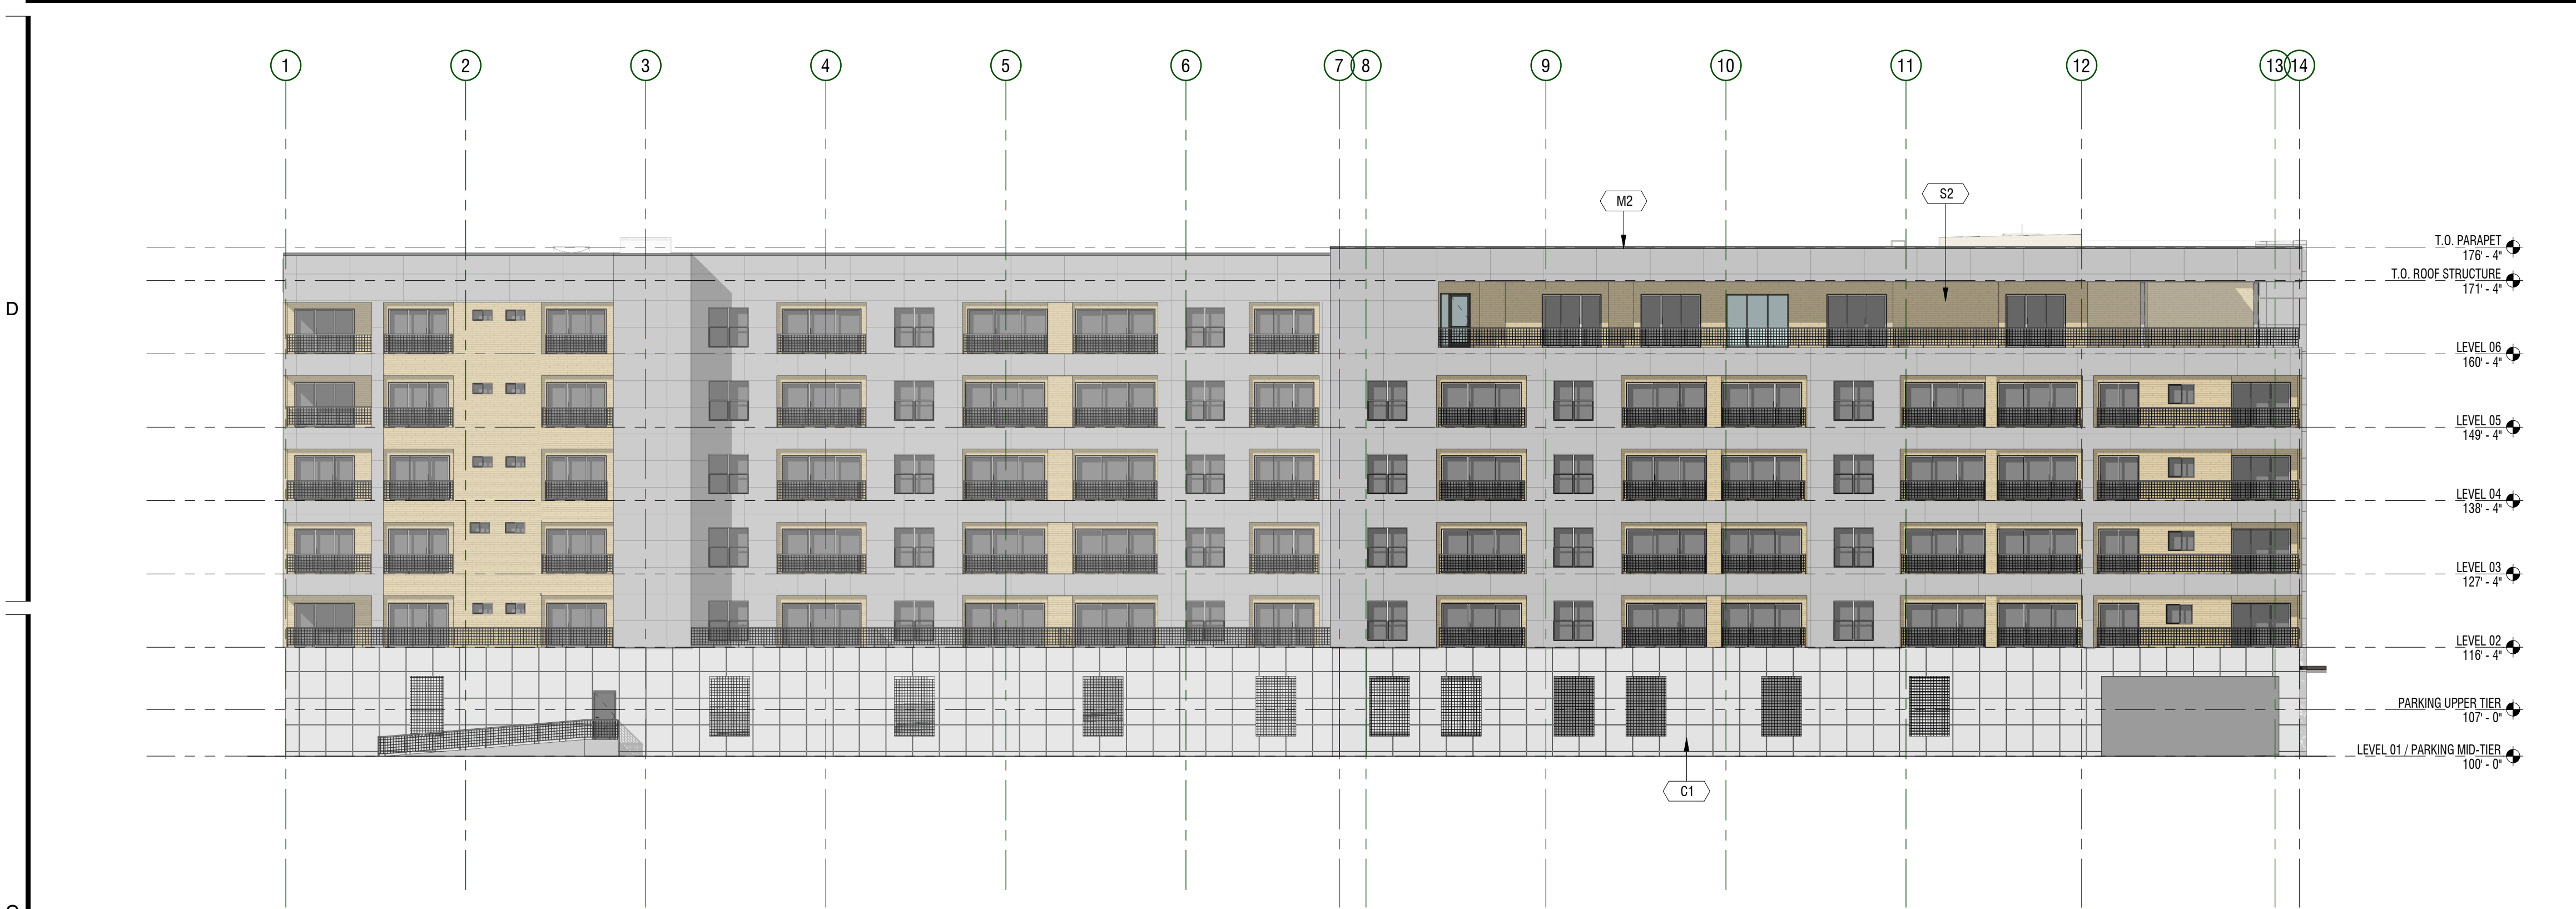 1 2 3 4 5 6 7 8 9 10 11 12 13 14
M2
S2
T.O. PARAPET
176' - 4"
T.O. ROOF STRUCTURE
171' - 4"
D
LEVEL 06
160' - 4"
LEVEL 05
149' - 4"
LEVEL 04
138' - 4"
LEVEL 03
127' - 4"
LEVEL 02
116' - 4"
PARKING UPPER TIER
107' - 0"
LEVEL 01 / PARKING MID-TIER
100' - 0"
C1